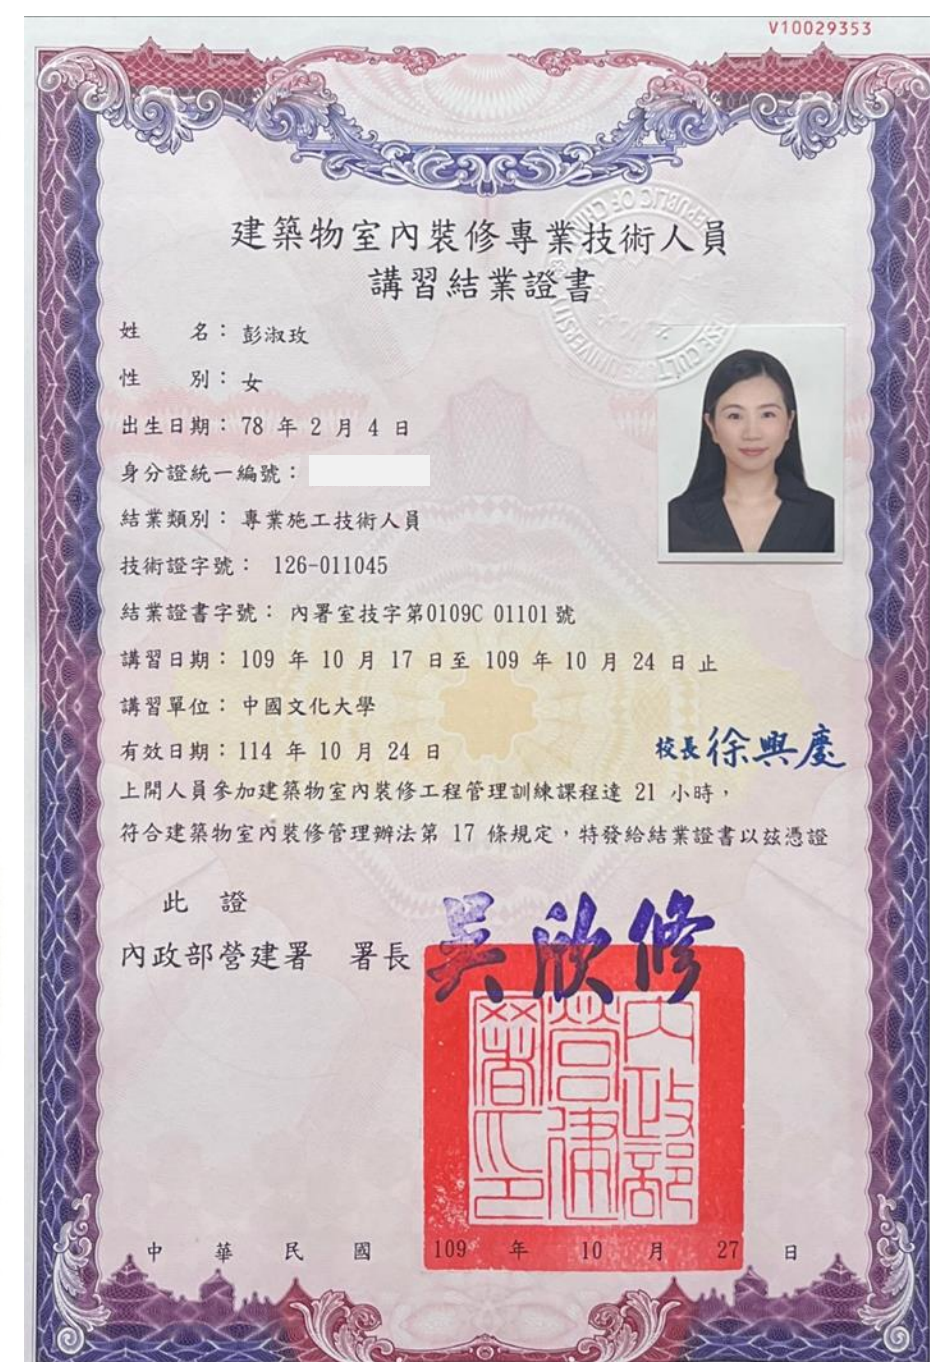 V10029353
建築物室內裝修專業技術人員
講習結業證書
姓 名：彭淑玫
性 別：女
出生日期：78 年 2 月 4 日
身分證統一編號：
結業類別：專業施工技術人員
技術證字號： 126-011045
結業證書字號： 內署室技字第0109C 01101號
講習日期：109 年 10 月 17 日至 109 年 10 月 24 日 止
講習單位：中國文化大學
有效日期：114 年 10 月 24 日
校長徐興慶
上開人員參加建築物室內裝修工程管理訓練課程達 21 小時，
符合建築物室內裝修管理辦法第 17 條規定，特發給結業證書以茲憑證
此 證
內政部營建署 署長 吳欣修
內政部營建署印
中 華 民 國 109 年 10 月 27 日